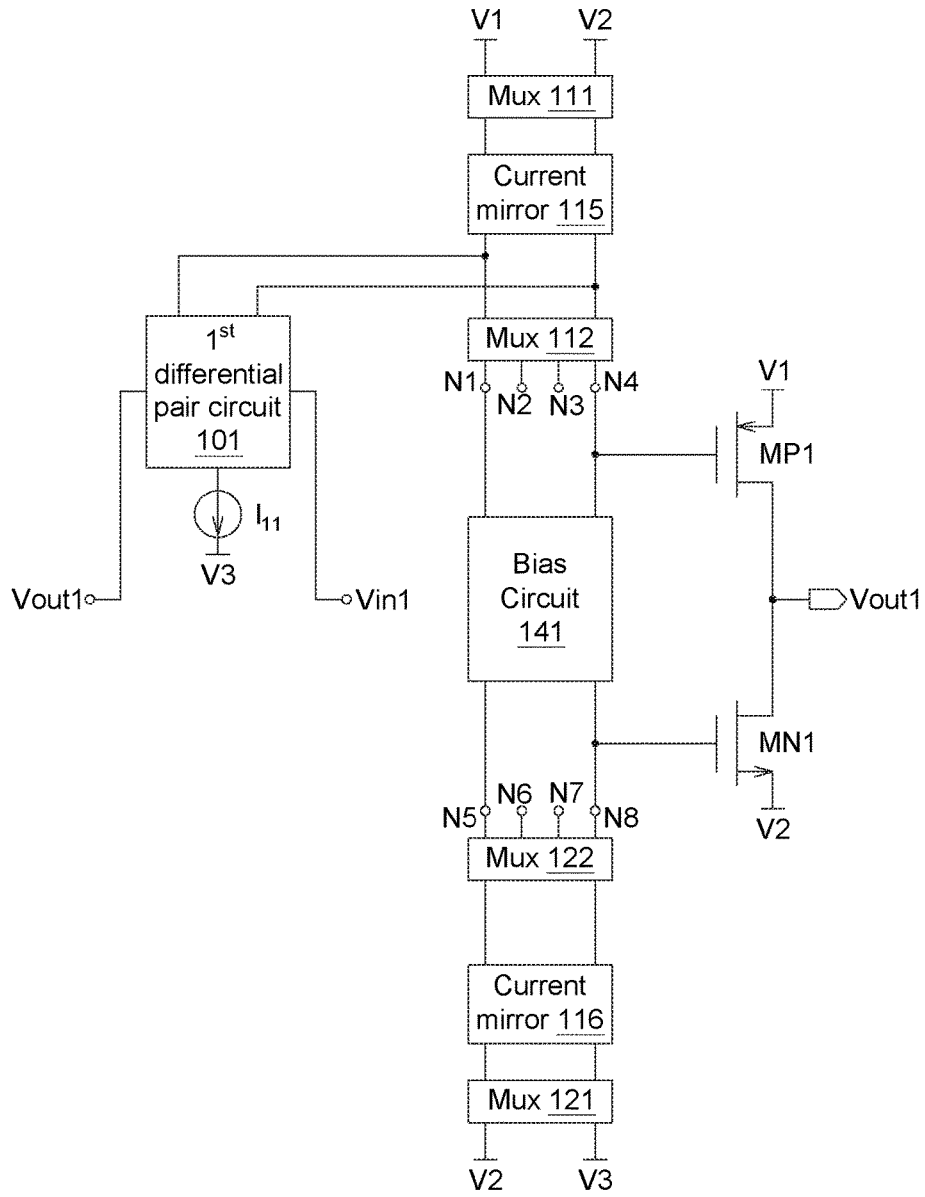 V1
V2
Mux 111
Current
mirror 115
1st
differential
pair circuit
101
Mux 112
N1
N2
N3
N4
V1
MP1
I11
V3
Vout1
Vin1
Bias
Circuit
141
Vout1
MN1
V2
N5
N6
N7
N8
Mux 122
Current
mirror 116
Mux 121
V2
V3